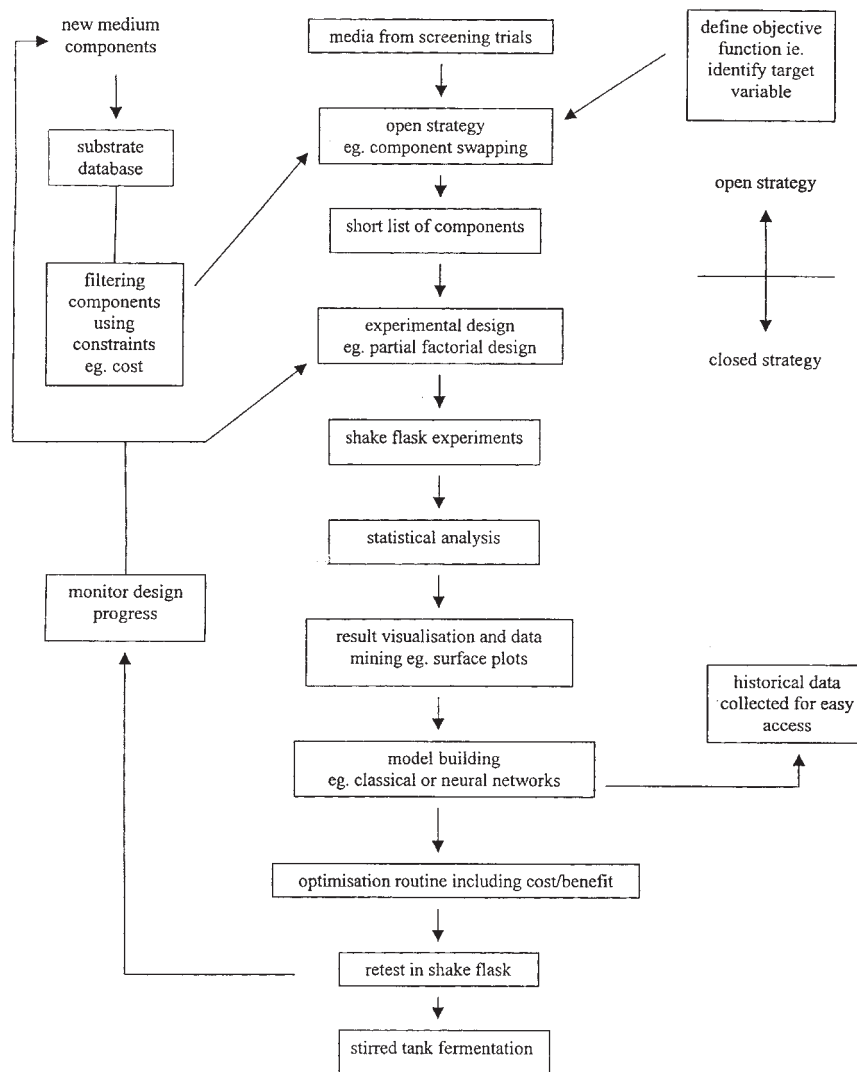 new medium
components
media from screening trials
define objective
function ie.
identify target
variable
substrate
database
open strategy
eg. component swapping
open strategy
short list of components
filtering
components
using
constraints
eg. cost
experimental design
eg. partial factorial design
closed strategy
shake flask experiments
statistical analysis
monitor design
progress
result visualisation and data
mining eg. surface plots
historical data
collected for easy
access
model building
eg. classical or neural networks
optimisation routine including cost/benefit
retest in shake flask
stirred tank fermentation